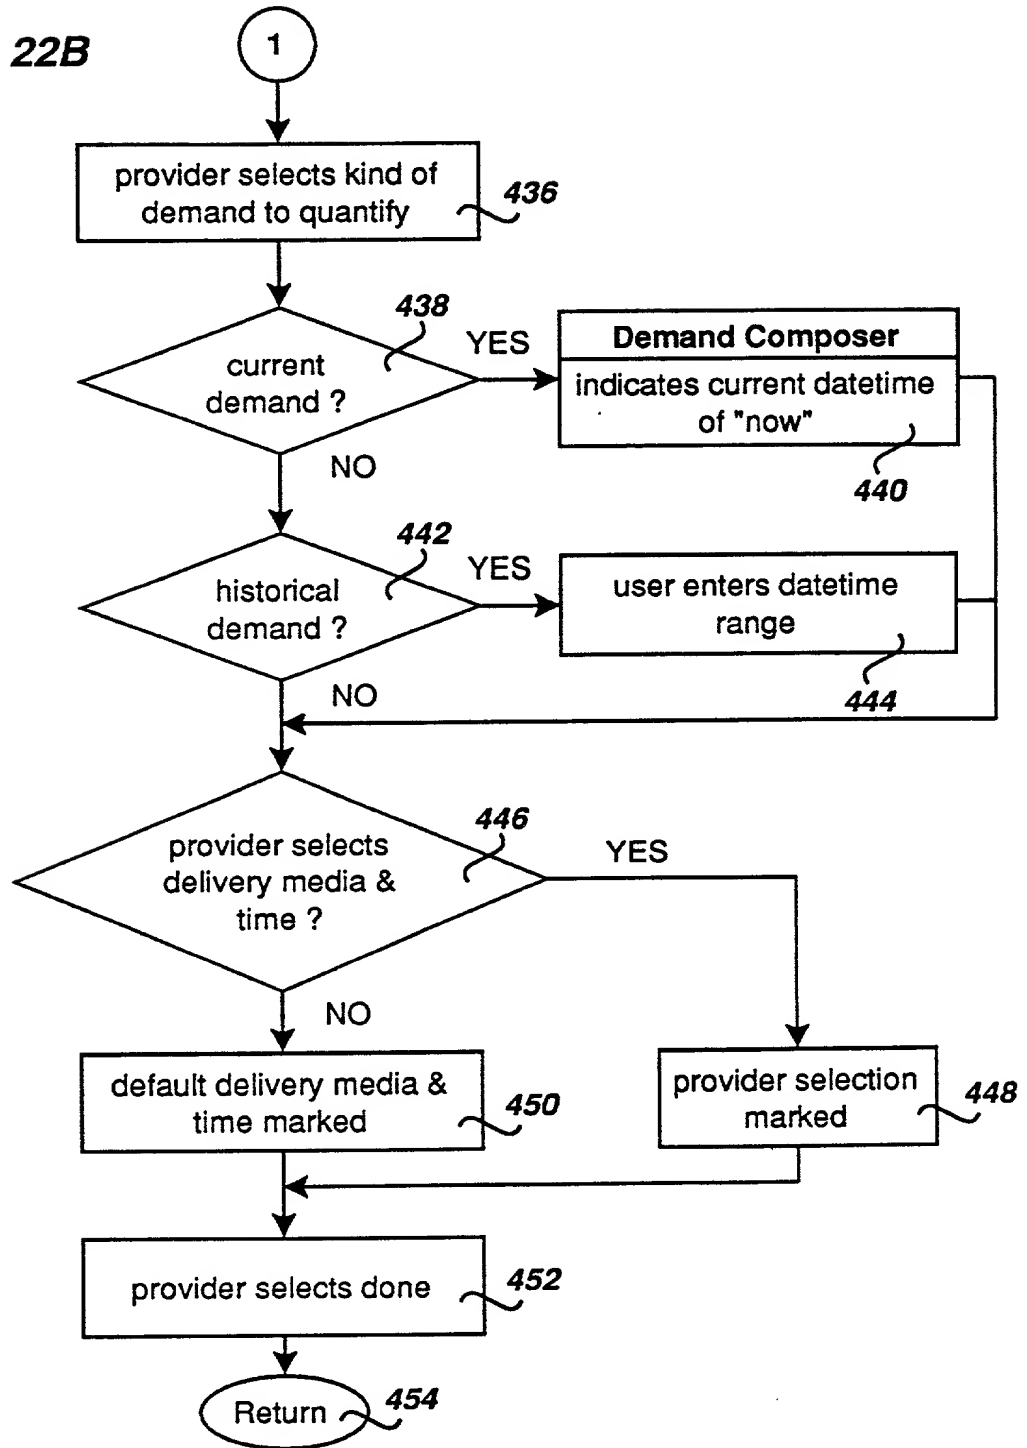 22B
1
provider selects kind of
demand to quantify
436
438
current
demand ?
YES
Demand Composer
indicates current datetime
of "now"
440
NO
442
historical
demand ?
YES
user enters datetime
range
444
NO
446
provider selects
delivery media &
time ?
YES
NO
default delivery media &
time marked
450
provider selection
marked
448
provider selects done
452
Return
454